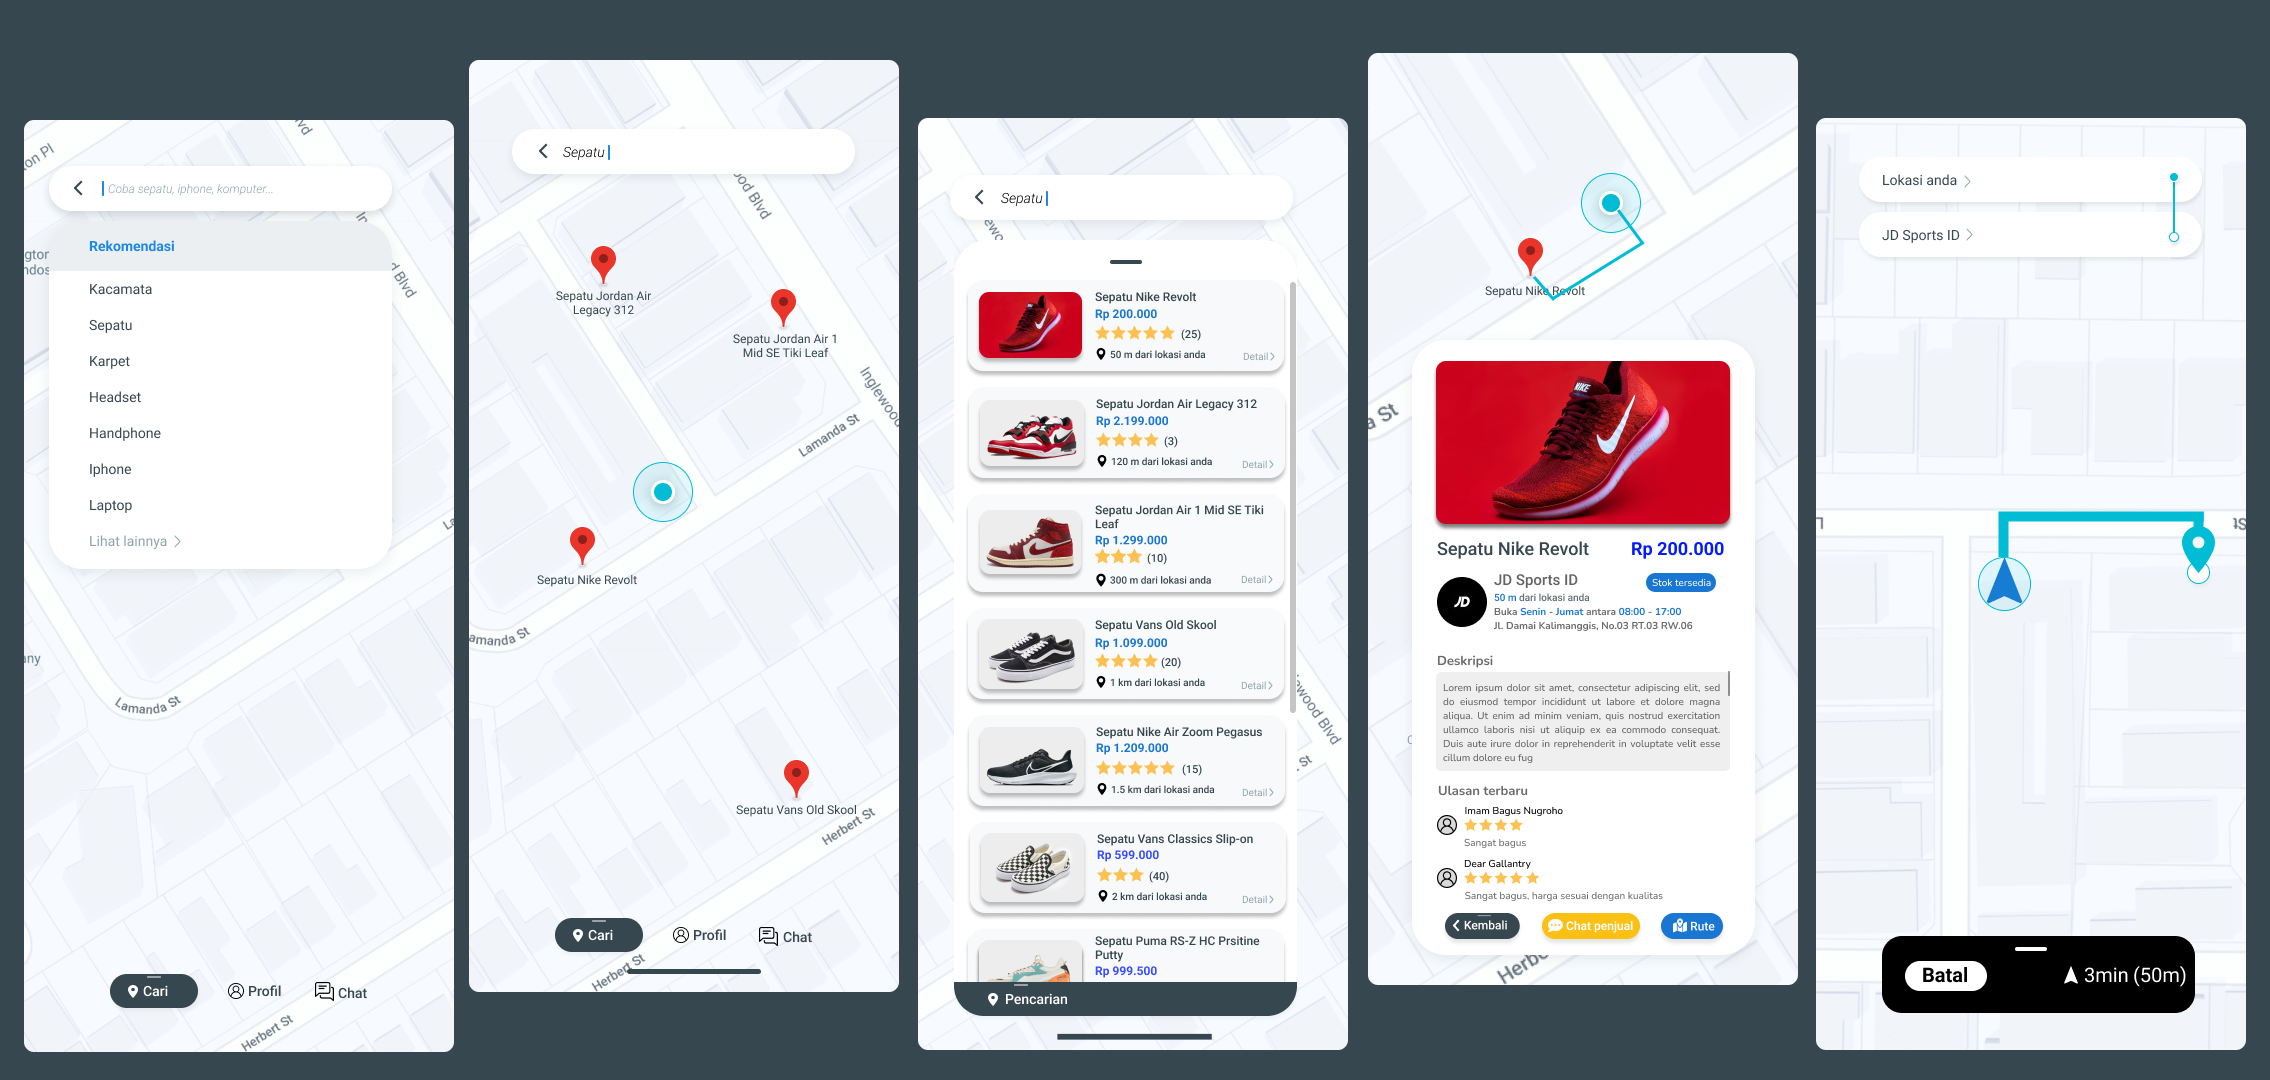 on Pl
lvd
Coba sepatu, iphone, komputer...
Blvd
Rekomendasi
Kacamata
Sepatu
Karpet
Headset
Handphone
Iphone
Laptop
Lihat lainnya
any
Lamanda St
Cari
Profil
Chat
Herbert St
Sepatu
ood Blvd
Sepatu Jordan Air
Legacy 312
Sepatu Jordan Air 1
Mid SE Tiki Leaf
Inglewood
Lamanda St
Sepatu Nike Revolt
amanda St
Sepatu Vans Old Skool
Herbert St
Cari
Profil
Chat
Herbert St
Sepatu
Sepatu Nike Revolt
Rp 200.000
(25)
50 m dari lokasi anda
Detail
Sepatu Jordan Air Legacy 312
Rp 2.199.000
(3)
120 m dari lokasi anda
Detail
Sepatu Jordan Air 1 Mid SE Tiki
Leaf
Rp 1.299.000
(10)
300 m dari lokasi anda
Detail
Sepatu Vans Old Skool
Rp 1.099.000
(20)
1 km dari lokasi anda
Detail
Sepatu Nike Air Zoom Pegasus
Rp 1.209.000
(15)
1.5 km dari lokasi anda
Detail
Sepatu Vans Classics Slip-on
Rp 599.000
(40)
2 km dari lokasi anda
Detail
Sepatu Puma RS-Z HC Prsitine
Putty
Rp 999.500
Pencarian
wood Blvd
St
Sepatu Nike Revolt
a St
NIKE
Sepatu Nike Revolt
Rp 200.000
JD
JD Sports ID
Stok tersedia
50 m dari lokasi anda
Buka Senin - Jumat antara 08:00 - 17:00
Jl. Damai Kalimanggis, No.03 RT.03 RW.06
Deskripsi
Lorem ipsum dolor sit amet, consectetur adipiscing elit, sed
do eiusmod tempor incididunt ut labore et dolore magna
aliqua. Ut enim ad minim veniam, quis nostrud exercitation
ullamco laboris nisi ut aliquip ex ea commodo consequat.
Duis aute irure dolor in reprehenderit in voluptate velit esse
cillum dolore eu fug
Ulasan terbaru
Imam Bagus Nugroho
Sangat bagus
Dear Gallantry
Sangat bagus, harga sesuai dengan kualitas
Kembali
Chat penjual
Rute
Herbe
Lokasi anda
JD Sports ID
Batal
3min (50m)